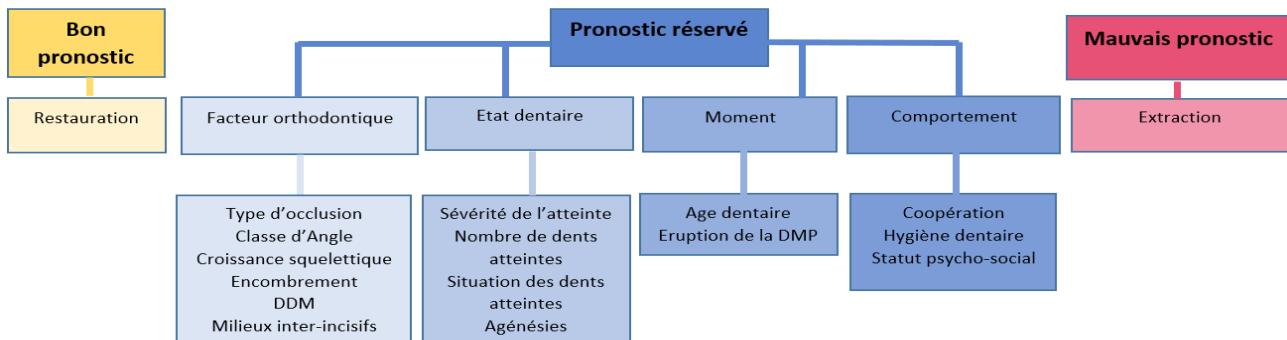 Bon
pronostic
Pronostic réservé
Mauvais pronostic
Restauration
Facteur orthodontique
Etat dentaire
Moment
Comportement
Extraction
Type d'occlusion
Classe d'Angle
Croissance squelettique
Encombrement
DDM
Milieux inter-incisifs
Sévérité de l'atteinte
Nombre de dents
atteintes
Situation des dents
atteintes
Agénésies
Age dentaire
Eruption de la DMP
Coopération
Hygiène dentaire
Statut psycho-social